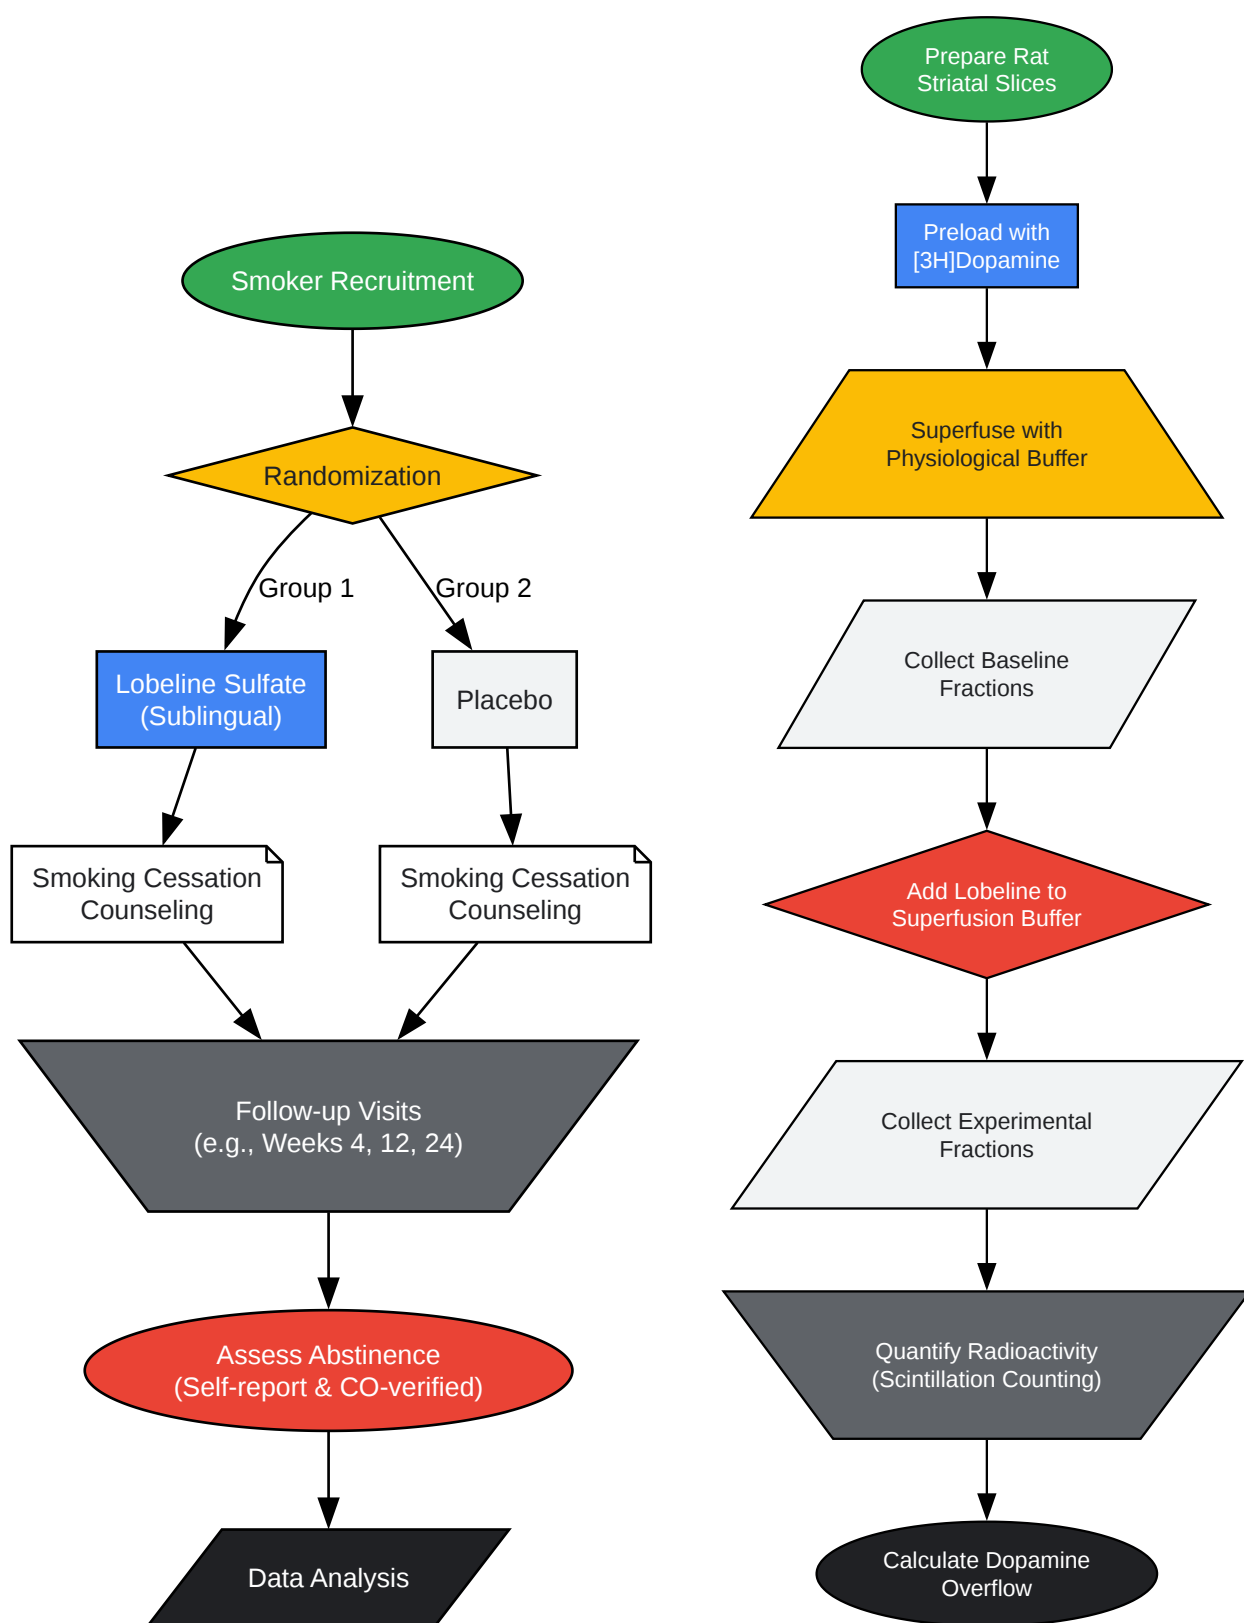 Smoker Recruitment
Randomization
Group 1
Group 2
Lobeline Sulfate
(Sublingual)
Placebo
Smoking Cessation
Counseling
Smoking Cessation
Counseling
Follow-up Visits
(e.g., Weeks 4, 12, 24)
Assess Abstinence
(Self-report & CO-verified)
Data Analysis
Prepare Rat
Striatal Slices
Preload with
[3H]Dopamine
Superfuse with
Physiological Buffer
Collect Baseline
Fractions
Add Lobeline to
Superfusion Buffer
Collect Experimental
Fractions
Quantify Radioactivity
(Scintillation Counting)
Calculate Dopamine
Overflow